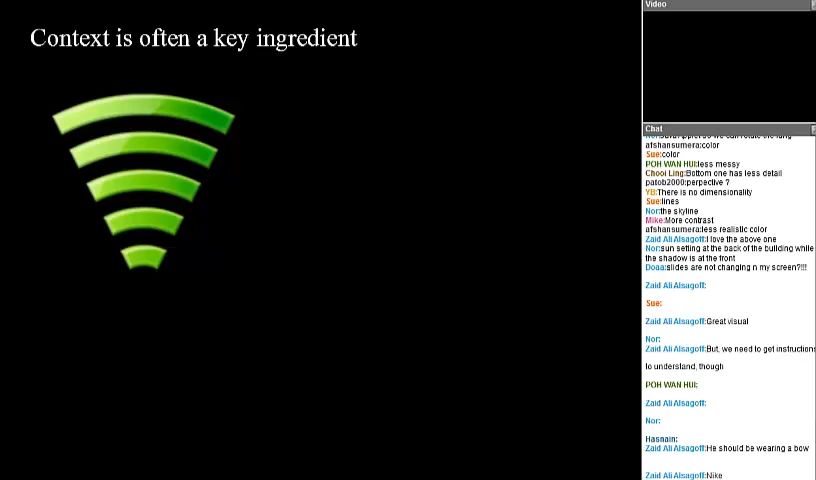 Context is often a key ingredient
Video
Chat
afshansumera:color
Sue:color
POH WAN HUI:less messy
Chooi Ling:Bottom one has less detail
patob2000:perpective ?
YB:There is no dimensionality
Sue:lines
Nor:the skyline
Mike:More contrast
afshansumera:less realistic color
Zaid Ali Alsagoff:I love the above one
Nor:sun setting at the back of the building while
the shadow is at the front
Doaa:slides are not changing n my screen?!!!
Zaid Ali Alsagoff:
Sue:
Zaid Ali Alsagoff:Great visual
Nor:
Zaid Ali Alsagoff:But, we need to get instructions
to understand, though
POH WAN HUI:
Zaid Ali Alsagoff:
Nor:
Hasnain:
Zaid Ali Alsagoff:He should be wearing a bow
Zaid Ali Alsagoff:Nike